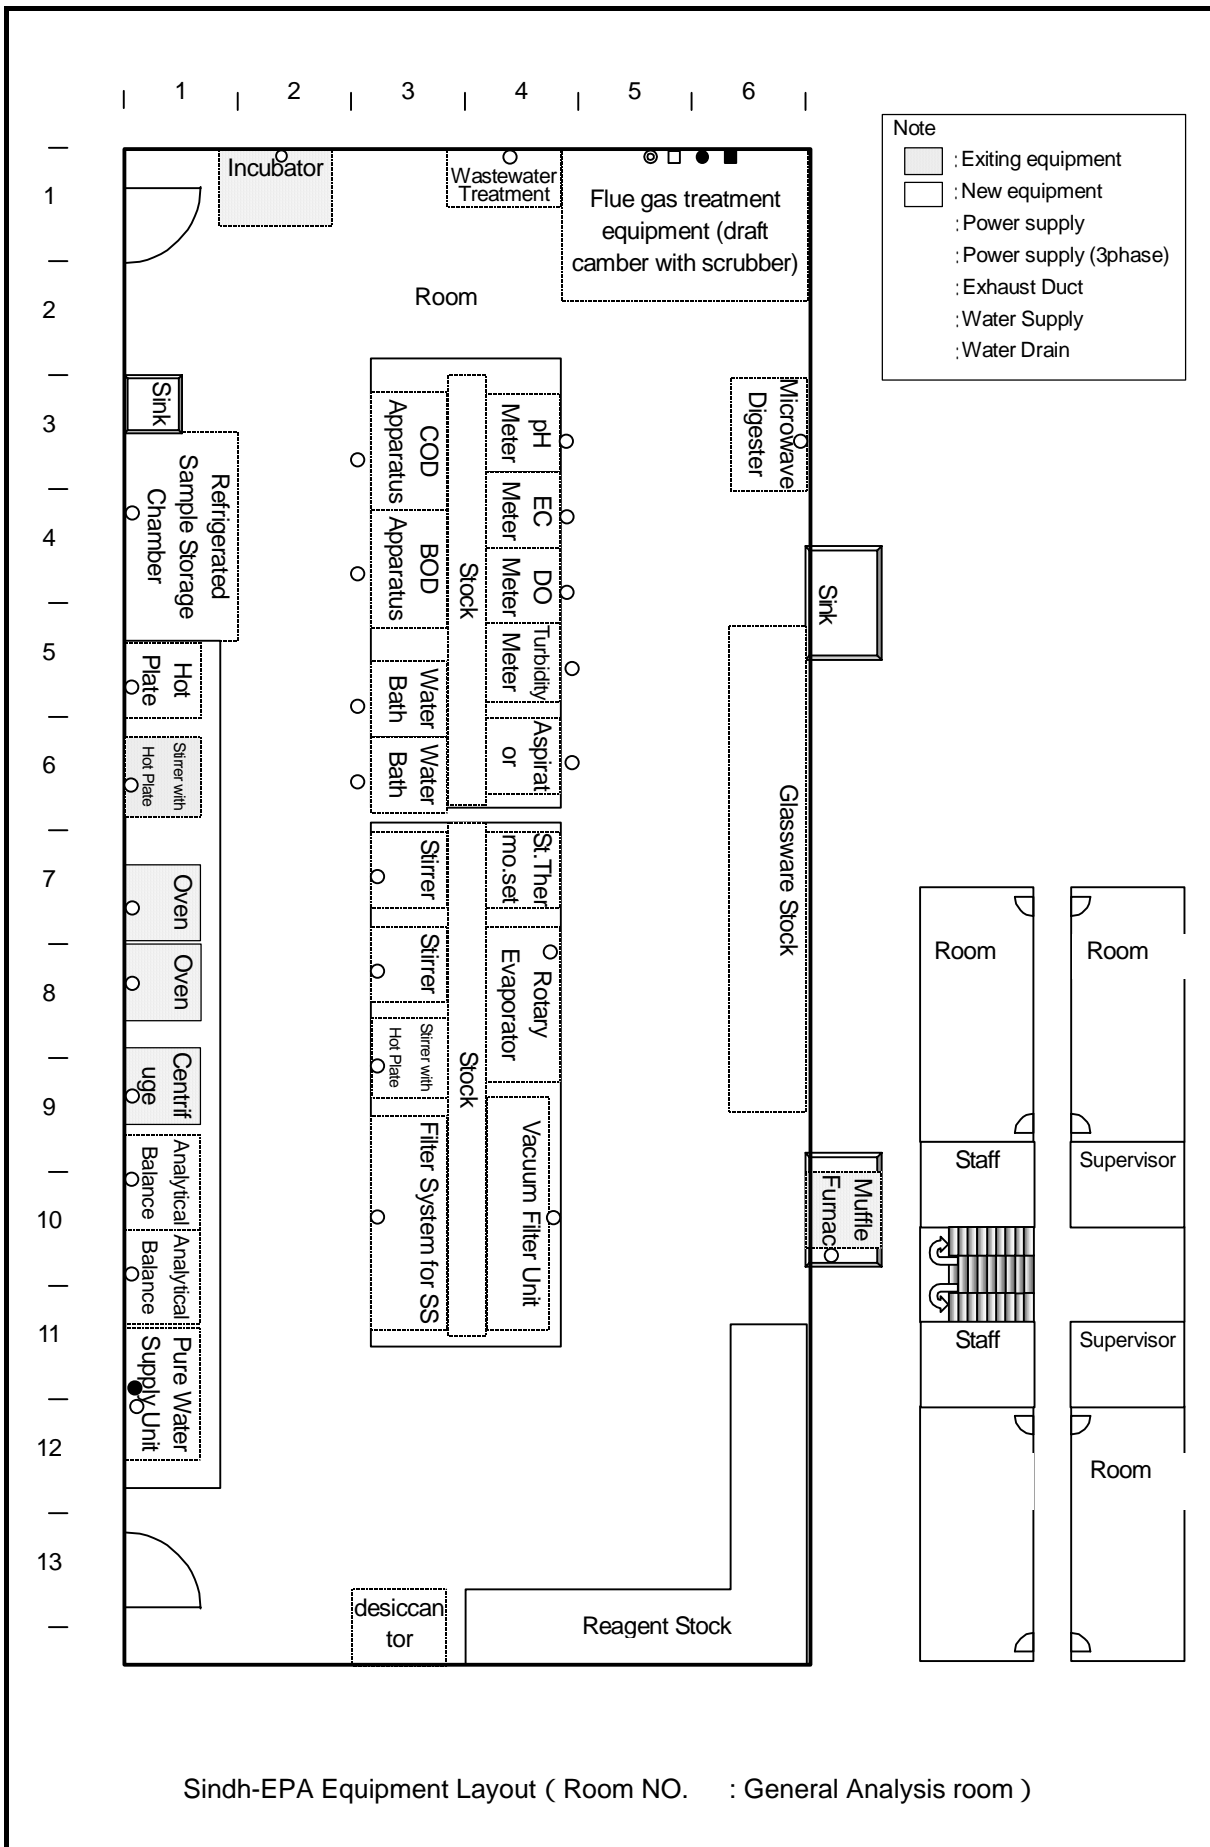 1 2 3 4 5 6
Note
: Exiting equipment
: New equipment
: Power supply
: Power supply (3phase)
: Exhaust Duct
: Water Supply
: Water Drain
1
2
3
4
5
6
7
8
9
10
11
12
13
Incubator
Wastewater
Treatment
Flue gas treatment
equipment (draft
camber with scrubber)
Room
Sink
Refrigerated
Sample Storage
Chamber
Hot
Plate
Stirrer with
Hot Plate
Oven
Oven
Centrif
uge
Analytical
Balance
Analytical
Balance
Pure Water
Supply Unit
COD
Apparatus
BOD
Apparatus
Water
Bath
Water
Bath
Stock
pH
Meter
EC
Meter
DO
Meter
Turbidity
Meter
Aspirat
or
Stirrer
Stirrer
Stirrer with
Hot Plate
Filter System for SS
Stock
St.Ther
mo.set
Rotary
Evaporator
Vacuum Filter Unit
Microwave
Digester
Sink
Glassware Stock
Muffle
Furnac
desiccan
tor
Reagent Stock
Room
Room
Staff
Supervisor
Staff
Supervisor
Room
Sindh-EPA Equipment Layout ( Room NO. : General Analysis room )